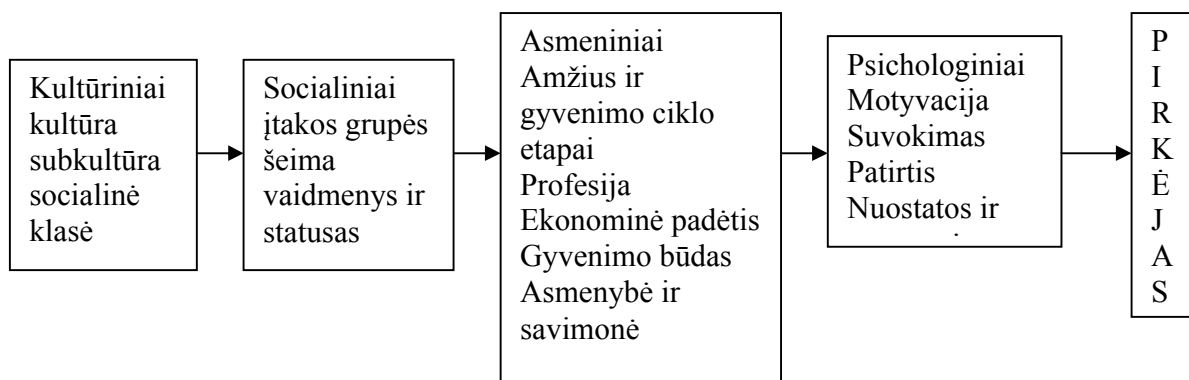 Kultūriniai
kultūra
subkultūra
socialinė
klasė
Socialiniai
įtakos grupės
šeima
vaidmenys ir
statusas
Asmeniniai
Amžius ir
gyvenimo ciklo
etapai
Profesija
Ekonominė padėtis
Gyvenimo būdas
Asmenybė ir
savimonė
Psichologiniai
Motyvacija
Suvokimas
Patirtis
Nuostatos ir
P
I
R
K
Ė
J
A
S